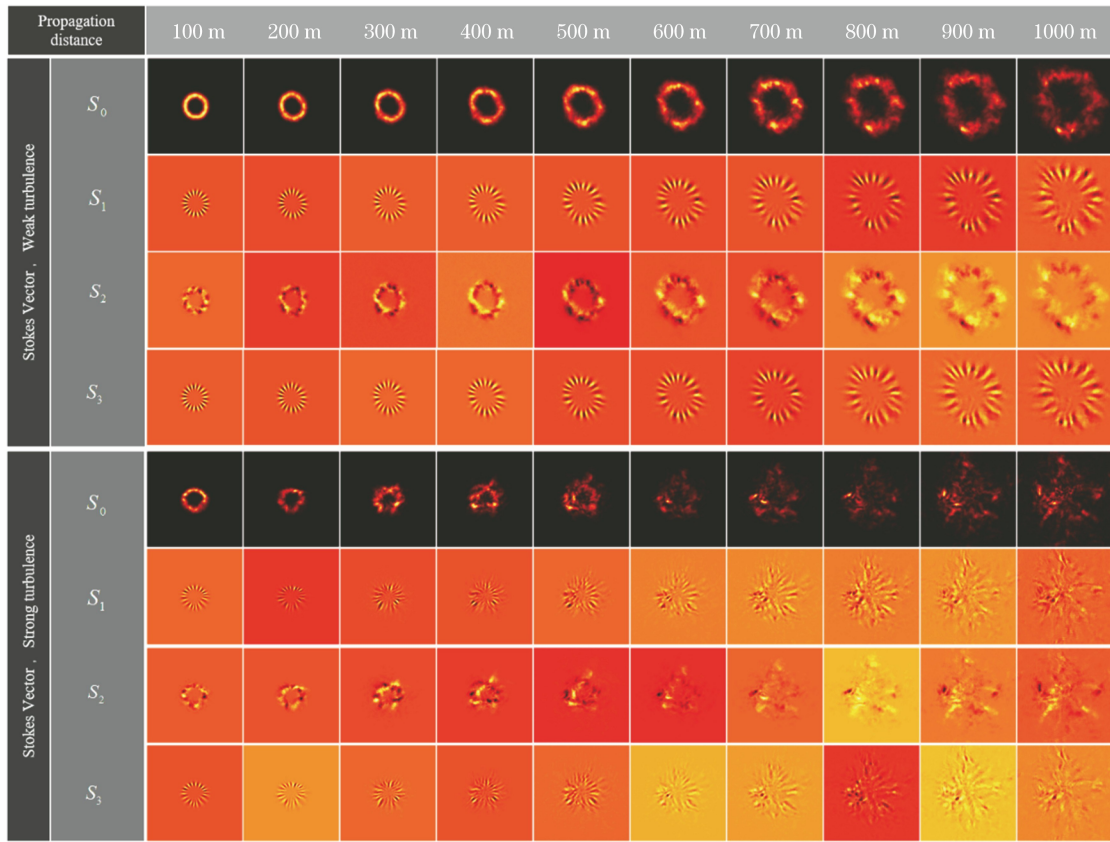 Propagation
distance
100 m 200 m 300 m 400 m 500 m 600 m 700 m 800 m 900 m 1000 m
Stokes Vector, Weak turbulence
S₀
S₁
S₂
S₃
Stokes Vector, Strong turbulence
S₀
S₁
S₂
S₃